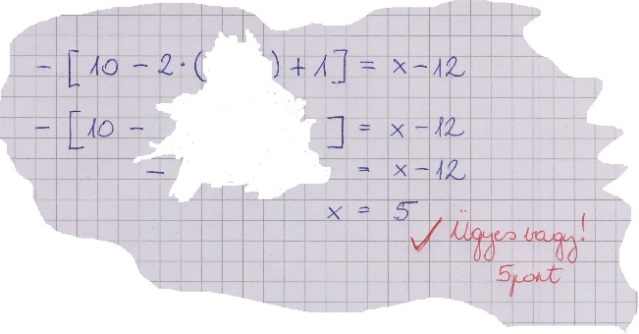 - [10 - 2 · ( ) + 1] = x - 12
- [10 - ] = x - 12
- = x - 12
x = 5
✓ Ügyes vagy!
5 pont